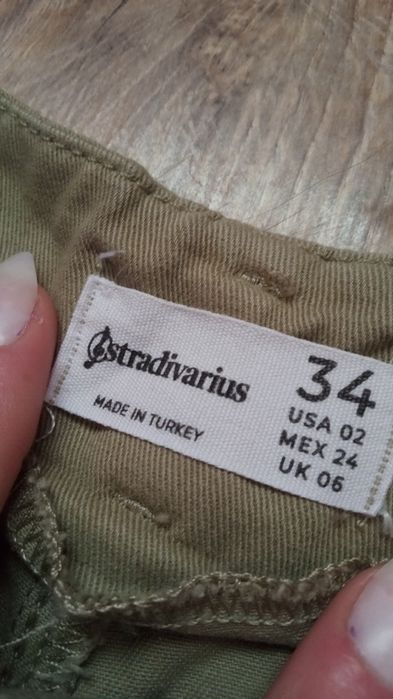 stradivarius
MADE IN TURKEY
34
USA 02
MEX 24
UK 06